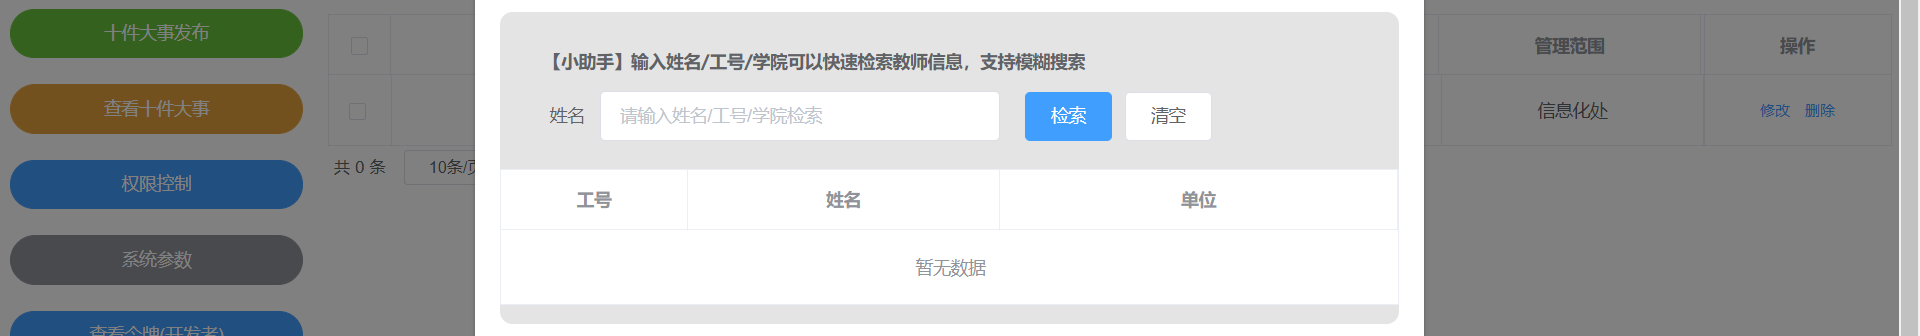 十件大事发布
查看十件大事
权限控制
系统参数
查看令牌(开发者)
共 0 条
10条/页
【小助手】输入姓名/工号/学院可以快速检索教师信息，支持模糊搜索
姓名
请输入姓名/工号/学院检索
检索
清空
工号 姓名 单位
暂无数据
管理范围 操作
信息化处 修改 删除